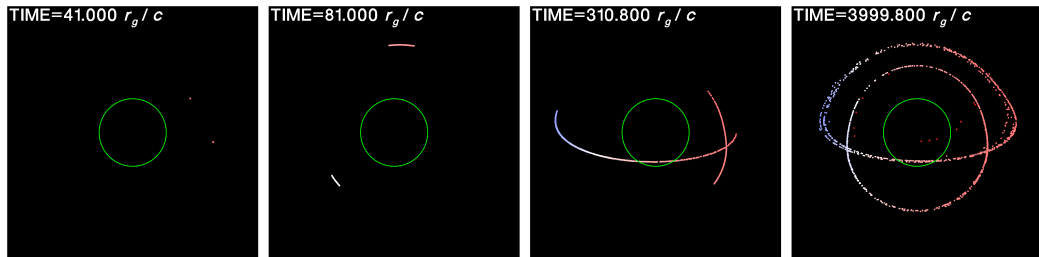 TIME=41.000 r_g / c
TIME=81.000 r_g / c
TIME=310.800 r_g / c
TIME=3999.800 r_g / c